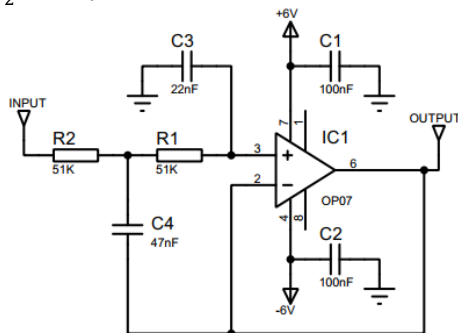 2
+6V
C3
22nF
C1
100nF
INPUT
OUTPUT
R2
51K
R1
51K
3
+
7
1
IC1
6
2
−
OP07
4
8
C4
47nF
C2
100nF
-6V